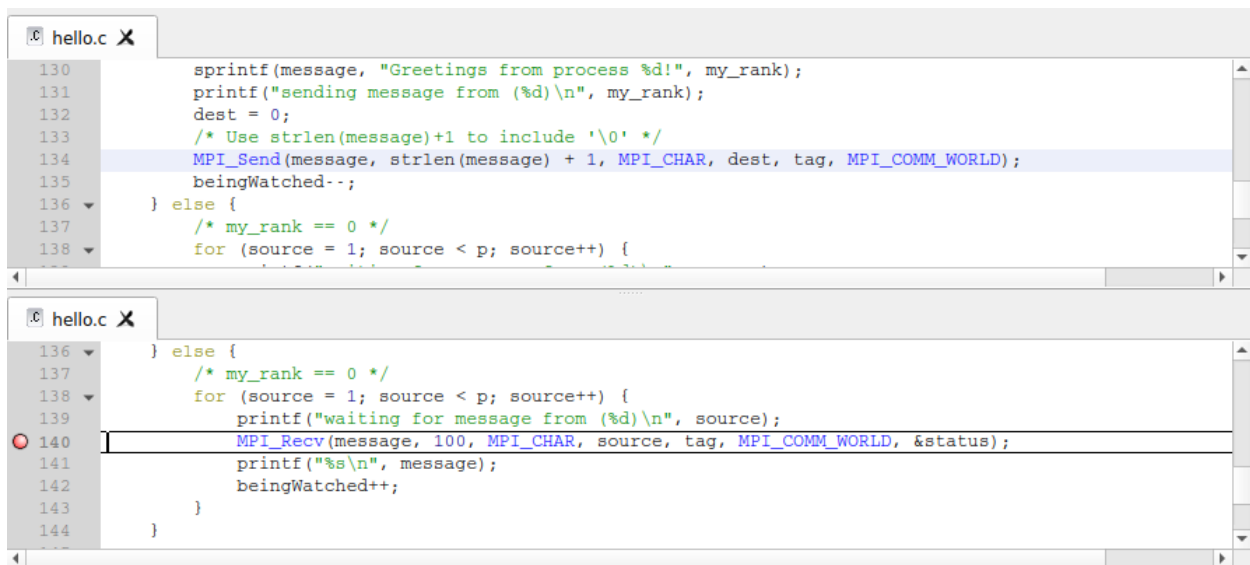 .C hello.c X
130 sprintf(message, "Greetings from process %d!", my_rank);
131 printf("sending message from (%d)\n", my_rank);
132 dest = 0;
133 /* Use strlen(message)+1 to include '\0' */
134 MPI_Send(message, strlen(message) + 1, MPI_CHAR, dest, tag, MPI_COMM_WORLD);
135 beingWatched--;
136 } else {
137 /* my_rank == 0 */
138 for (source = 1; source < p; source++) {
.C hello.c X
136 } else {
137 /* my_rank == 0 */
138 for (source = 1; source < p; source++) {
139 printf("waiting for message from (%d)\n", source);
140 MPI_Recv(message, 100, MPI_CHAR, source, tag, MPI_COMM_WORLD, &status);
141 printf("%s\n", message);
142 beingWatched++;
143 }
144 }